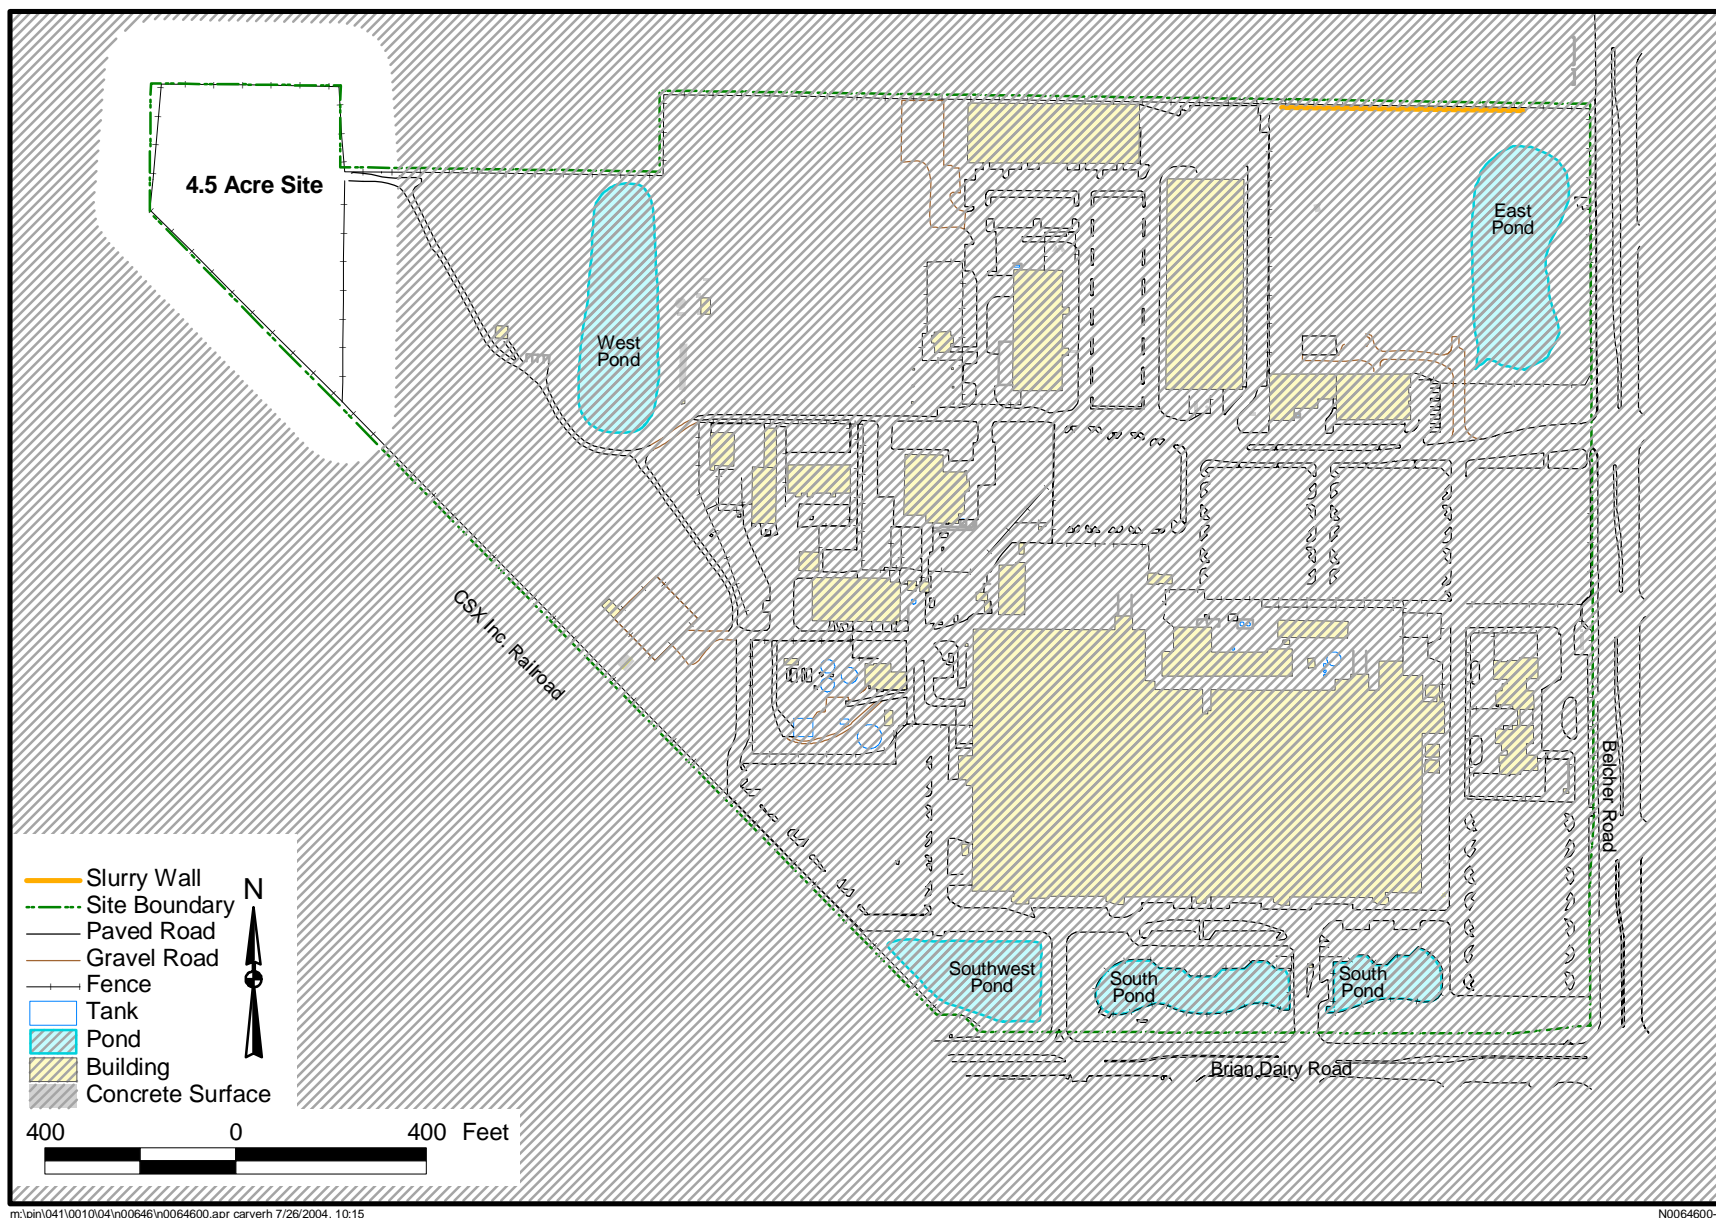 4.5 Acre Site
East
Pond
West
Pond
CSX Inc. Railroad
Belcher Road
Slurry Wall
N
Site Boundary
Paved Road
Gravel Road
Fence
Tank
Pond
Building
Concrete Surface
Southwest
Pond
South
Pond
South
Pond
Brian Dairy Road
400 0 400 Feet
m:\pin\041\0010\04\n00646\n0064600.apr carverh 7/26/2004, 10:15
N0064600-